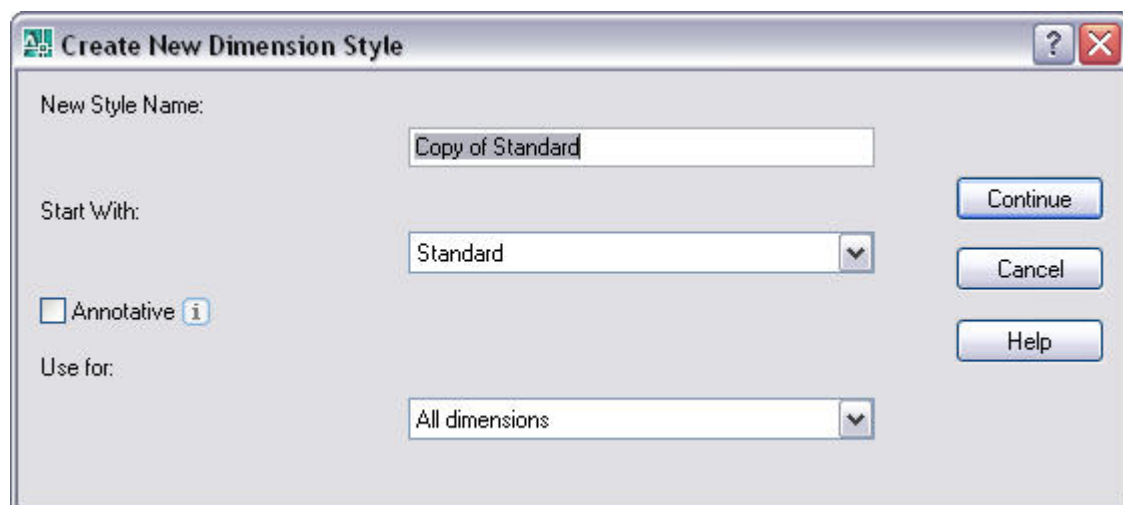 Create New Dimension Style
New Style Name:
Copy of Standard
Start With:
Continue
Standard
Cancel
Annotative
Help
Use for:
All dimensions